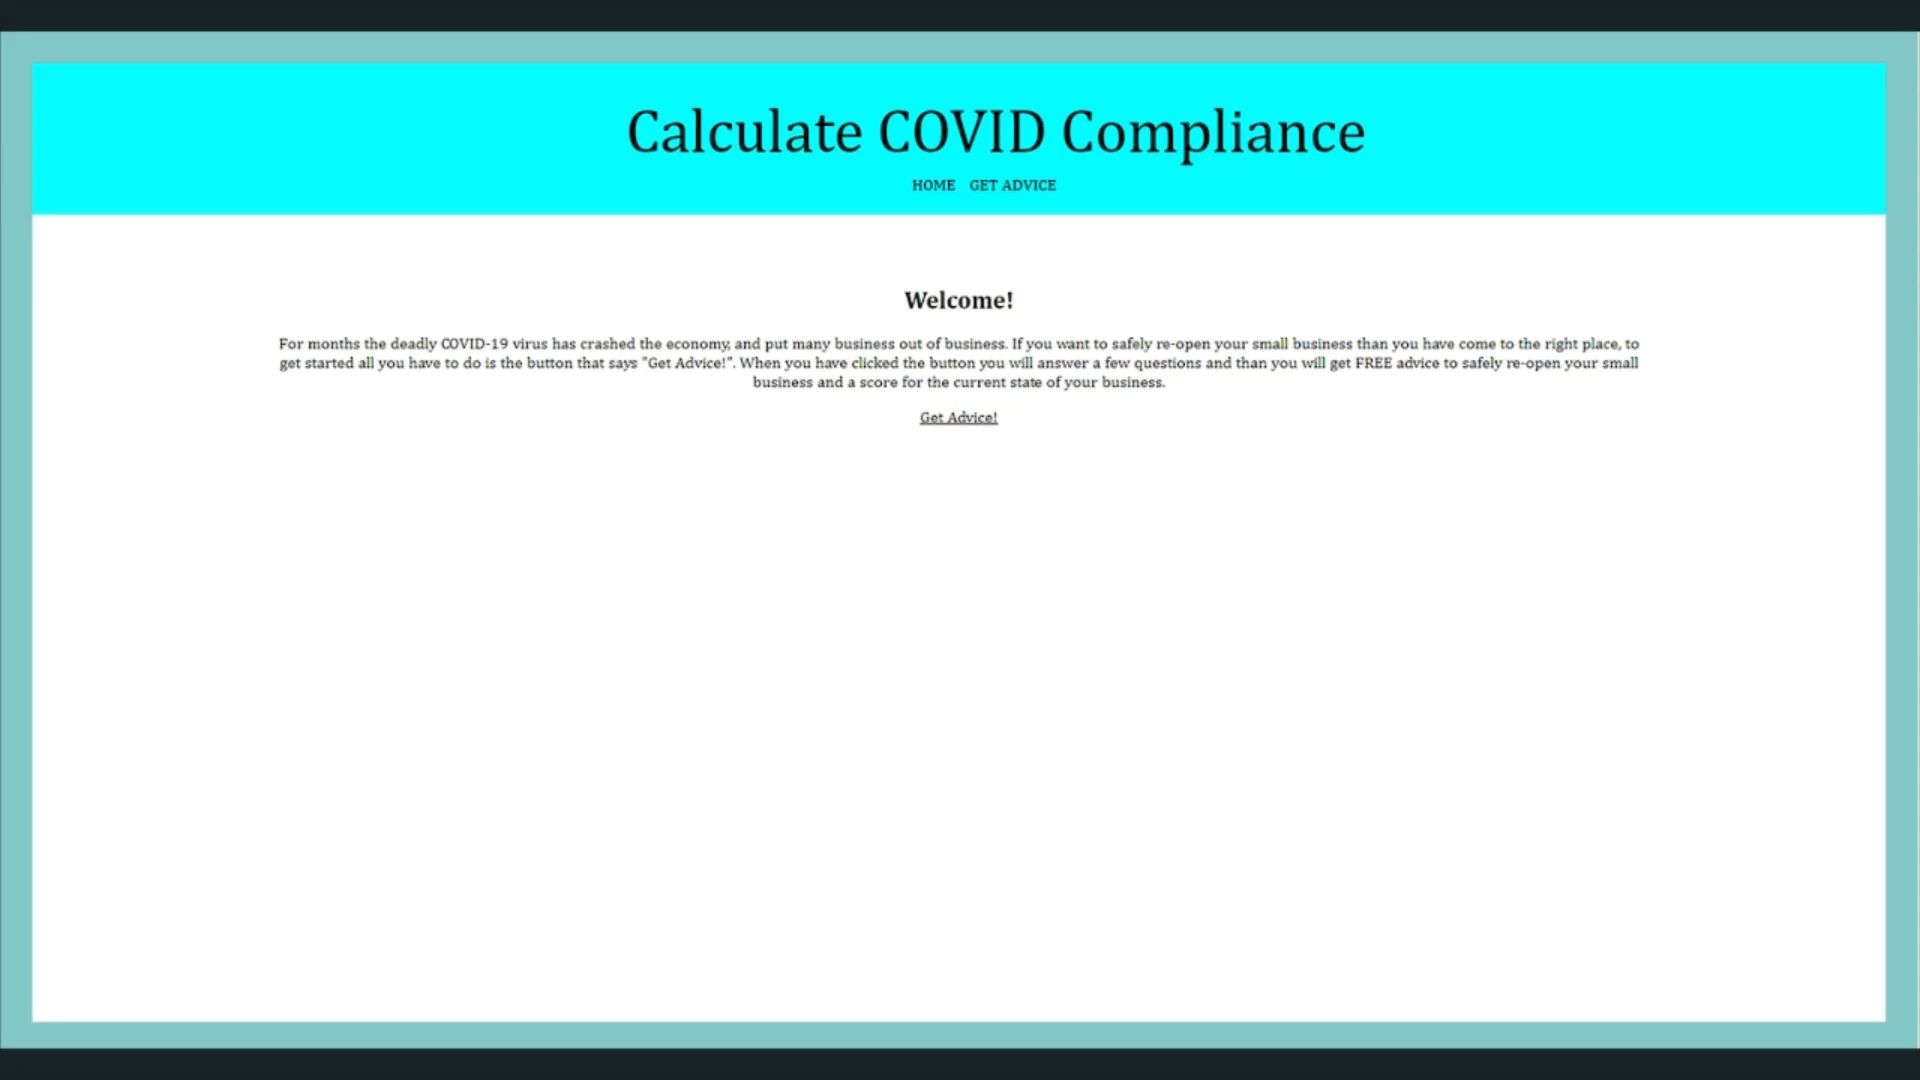 Calculate COVID Compliance
HOME GET ADVICE
Welcome!
For months the deadly COVID-19 virus has crashed the economy, and put many business out of business. If you want to safely re-open your small business than you have come to the right place, to
get started all you have to do is the button that says "Get Advice!". When you have clicked the button you will answer a few questions and than you will get FREE advice to safely re-open your small
business and a score for the current state of your business.
Get Advice!